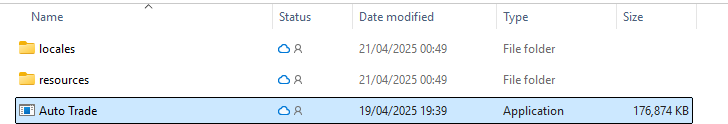 Name Status Date modified Type Size
locales 21/04/2025 00:49 File folder
resources 21/04/2025 00:49 File folder
Auto Trade 19/04/2025 19:39 Application 176,874 KB